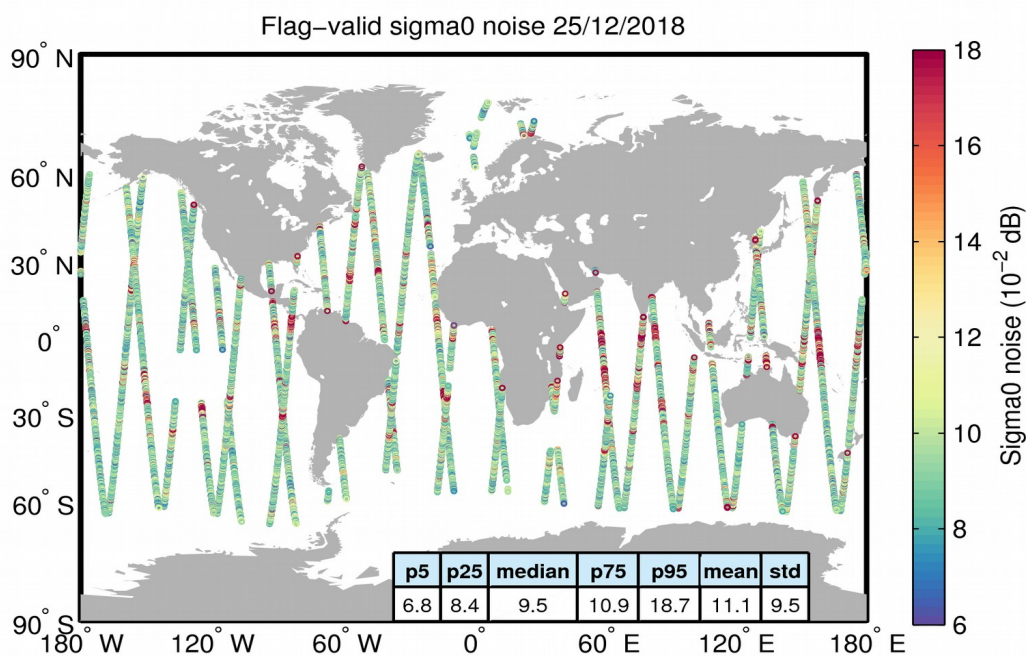 Flag−valid sigma0 noise 25/12/2018
90° N
60° N
30° N
0°
30° S
60° S
90° S
180° W
120° W
60° W
0°
60° E
120° E
180° E
p5 p25 median p75 p95 mean std
6.8 8.4 9.5 10.9 18.7 11.1 9.5
18
16
14
12
10
8
6
Sigma0 noise (10⁻² dB)